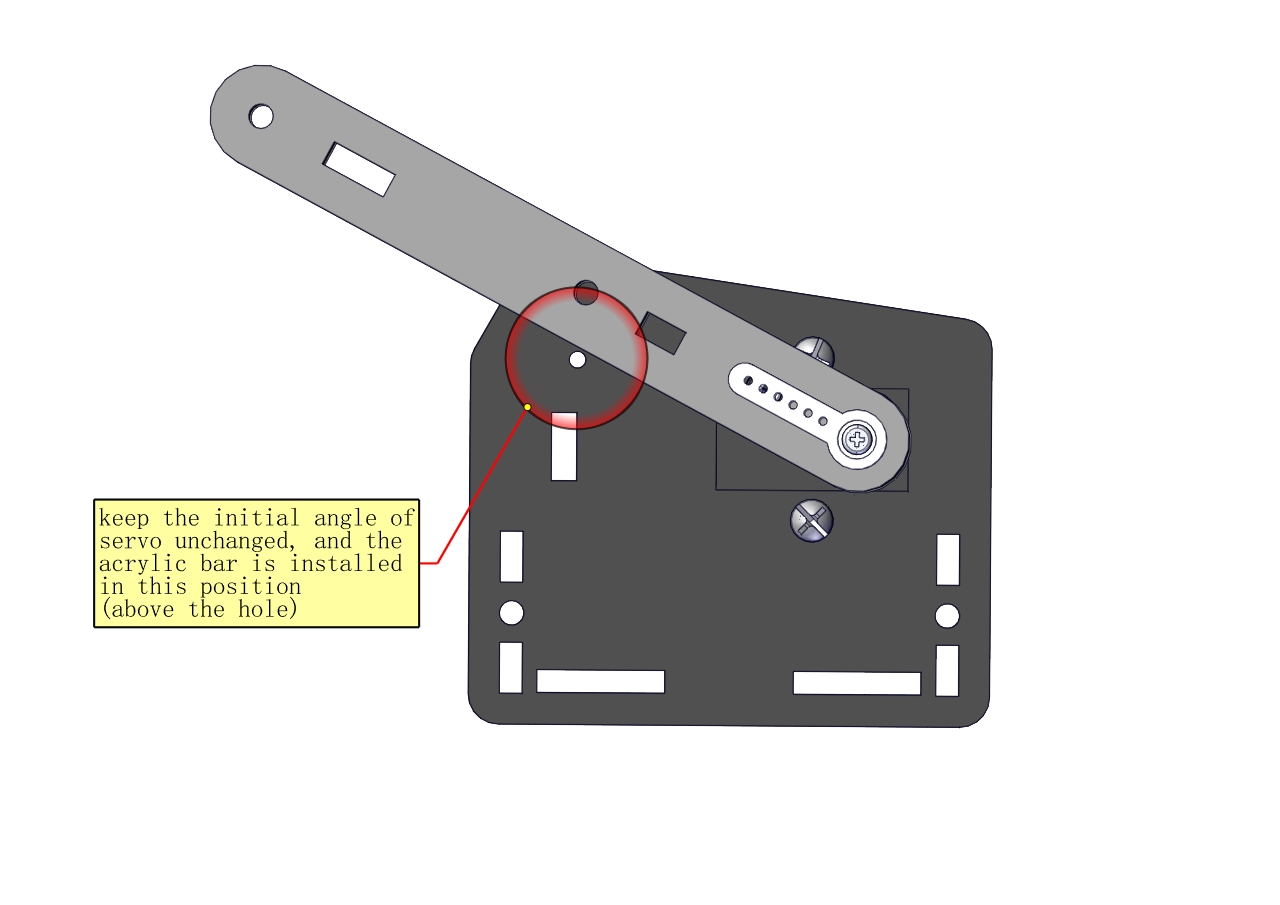 keep the initial angle of
servo unchanged, and the
acrylic bar is installed
in this position
(above the hole)